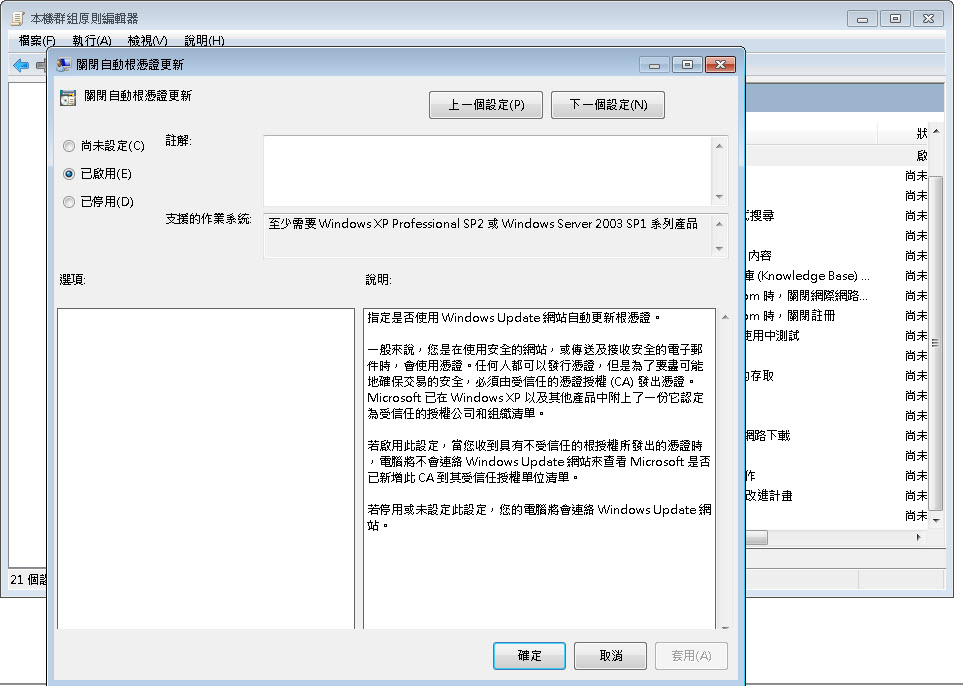 本機群組原則編輯器
檔案(F) 執行(A) 檢視(V) 說明(H)
關閉自動根憑證更新
關閉自動根憑證更新
上一個設定(P) 下一個設定(N)
尚未設定(C)
已啟用(E)
已停用(D)
註解:
支援的作業系統:
至少需要 Windows XP Professional SP2 或 Windows Server 2003 SP1 系列產品
選項:
說明:
指定是否使用 Windows Update 網站自動更新根憑證。
一般來說，您是在使用安全的網站，或傳送及接收安全的電子郵
件時，會使用憑證。任何人都可以發行憑證，但是為了要盡可能
地確保交易的安全，必須由受信任的憑證授權 (CA) 發出憑證。
Microsoft 已在 Windows XP 以及其他產品中附上了一份它認定
為受信任的授權公司和組織清單。
若啟用此設定，當您收到具有不受信任的根授權所發出的憑證時
，電腦將不會連絡 Windows Update 網站來查看 Microsoft 是否
已新增此 CA 到其受信任授權單位清單。
若停用或未設定此設定，您的電腦將會連絡 Windows Update 網
站。
確定 取消 套用(A)
狀
啟
尚未
尚未
搜尋 尚未
尚未
內容 尚未
庫 (Knowledge Base) ... 尚未
om 時，關閉網際網路... 尚未
om 時，關閉註冊 尚未
使用中測試 尚未
尚未
的存取 尚未
尚未
尚未
網路下載 尚未
尚未
作 尚未
改進計畫 尚未
尚未
21 個設